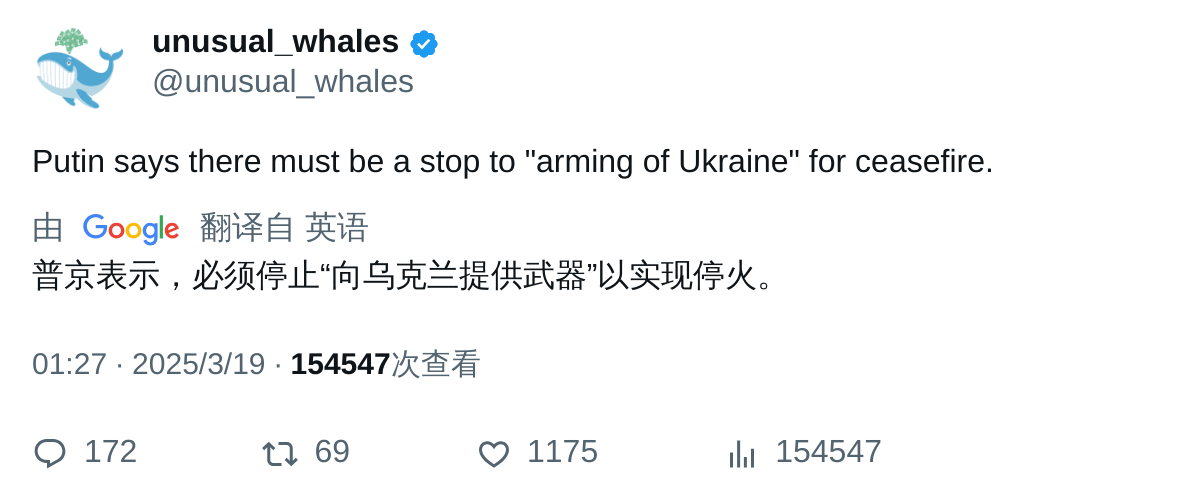 unusual_whales
@unusual_whales
Putin says there must be a stop to "arming of Ukraine" for ceasefire.
由 Google 翻译自 英语
普京表示，必须停止“向乌克兰提供武器”以实现停火。
01:27 · 2025/3/19 · 154547次查看
172 69 1175 154547